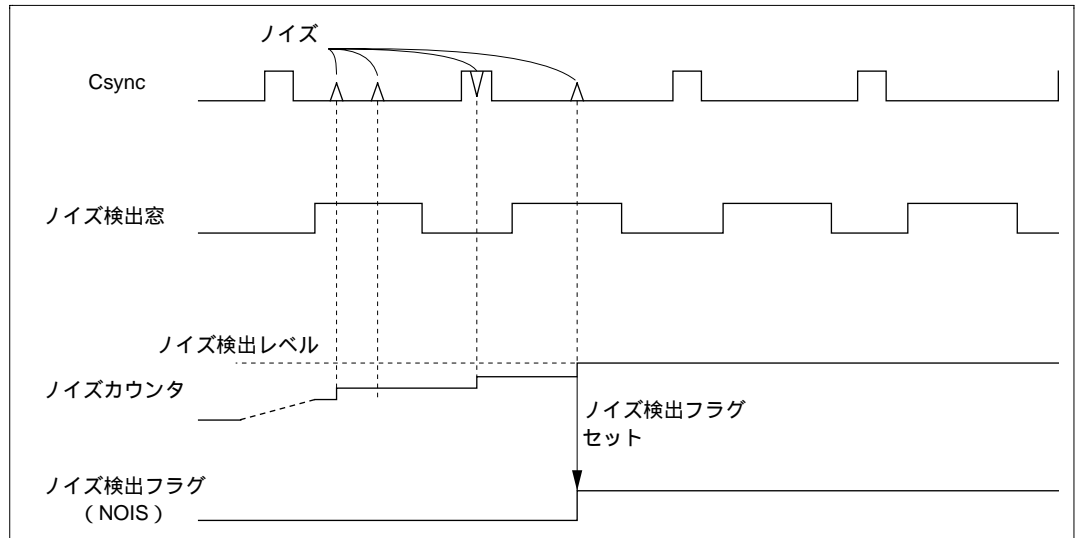 ノイズ
Csync
ノイズ検出窓
ノイズ検出レベル
ノイズカウンタ
ノイズ検出フラグ
セット
ノイズ検出フラグ
（NOIS）